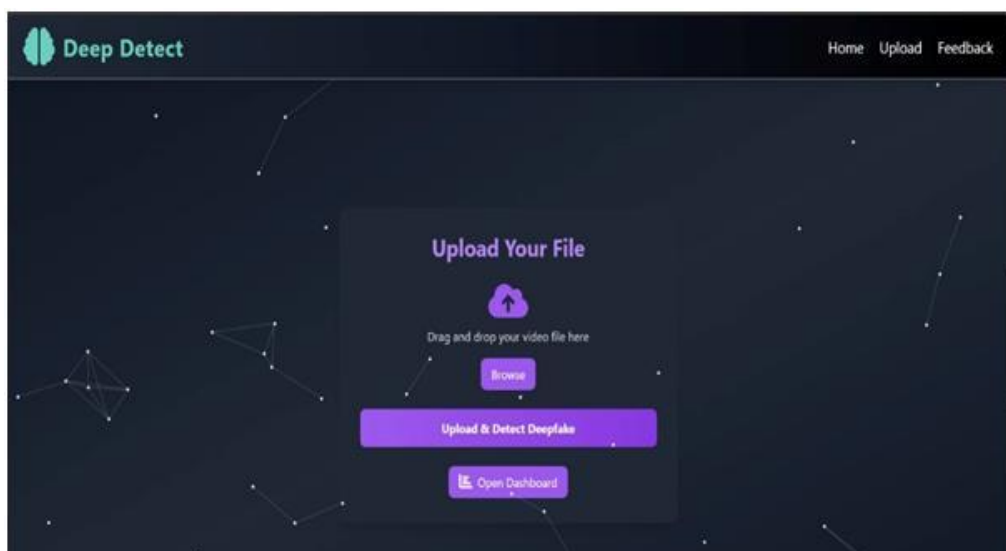 Deep Detect
Home Upload Feedback
Upload Your File
Drag and drop your video file here
Browse
Upload & Detect Deepfake
Open Dashboard